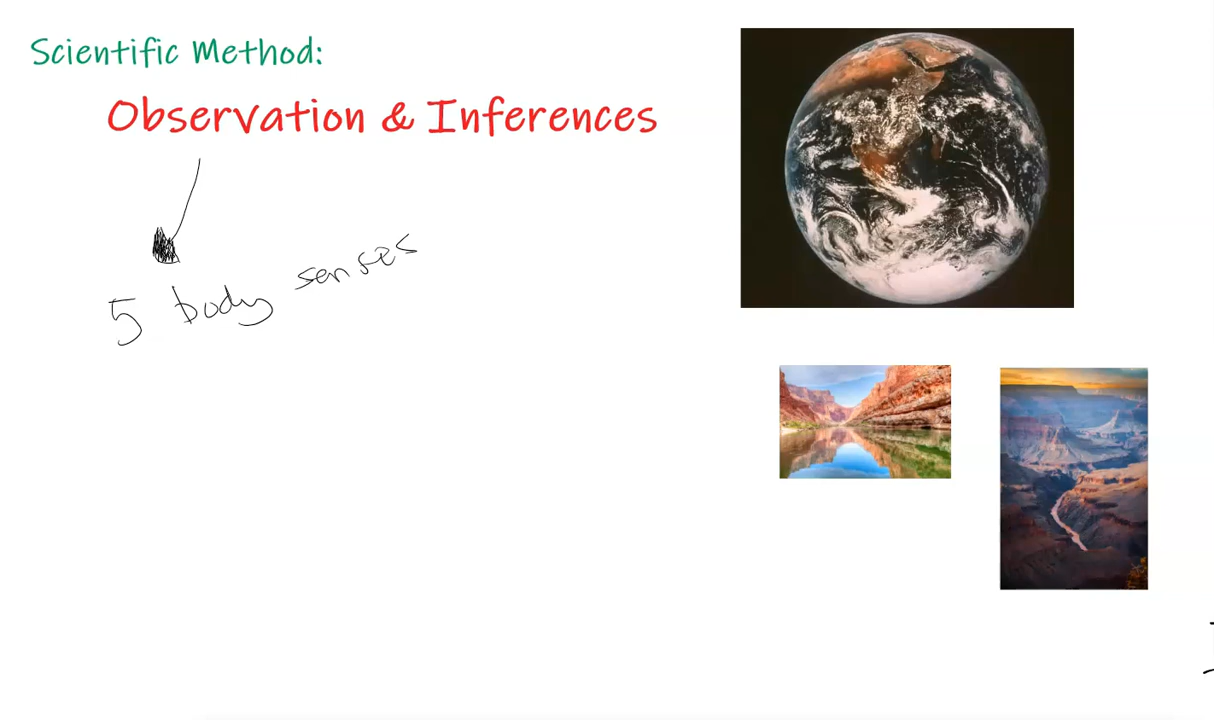 Scientific Method:
Observation & Inferences
5 body senses